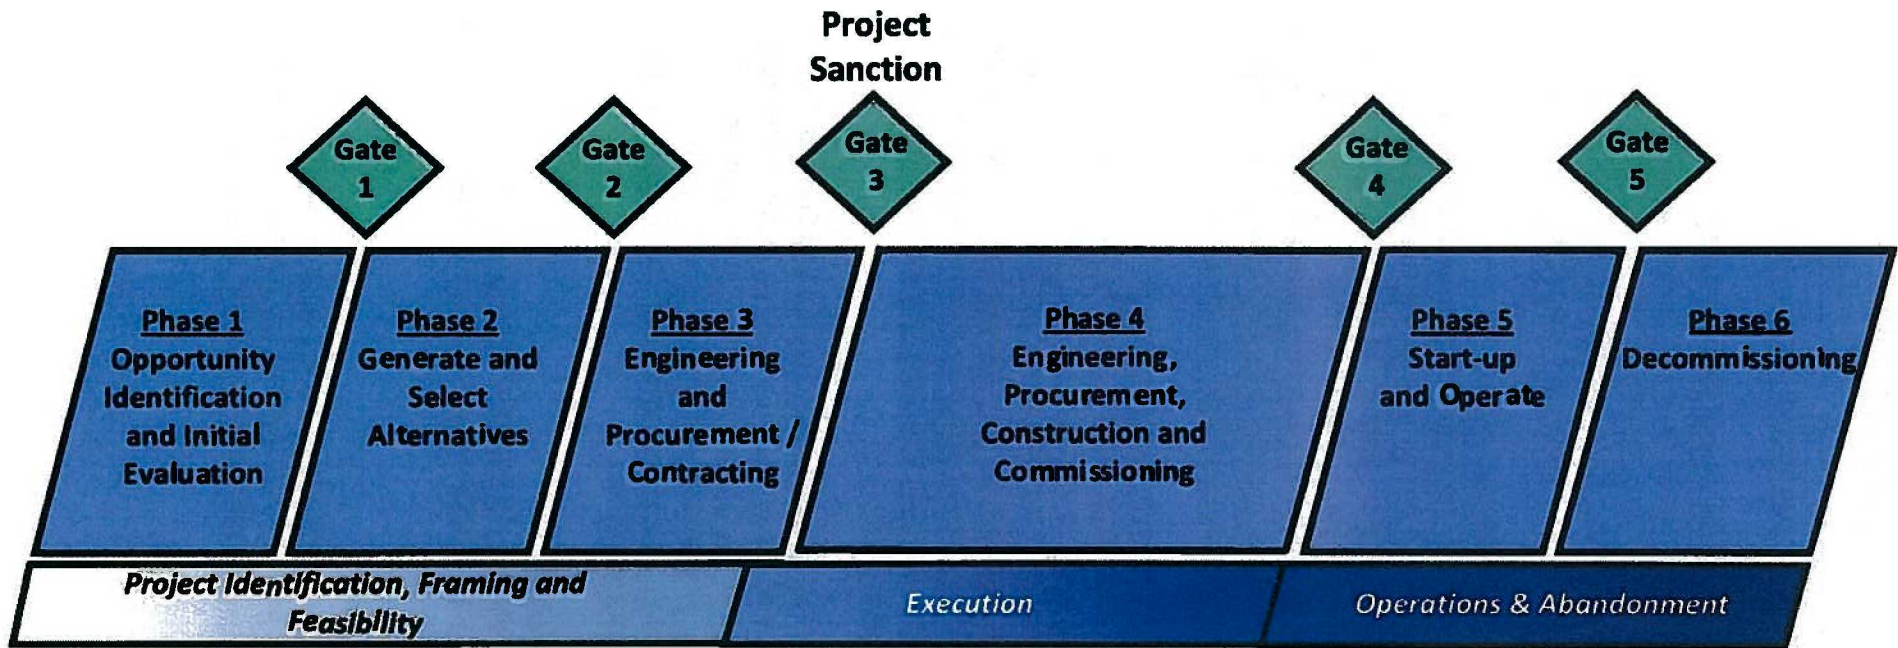 Project
Sanction
Gate
1
Gate
2
Gate
3
Gate
4
Gate
5
Phase 1
Opportunity
Identification
and Initial
Evaluation
Phase 2
Generate and
Select
Alternatives
Phase 3
Engineering
and
Procurement /
Contracting
Phase 4
Engineering,
Procurement,
Construction and
Commissioning
Phase 5
Start-up
and Operate
Phase 6
Decommissioning
Project Identification, Framing and
Feasibility
Execution
Operations & Abandonment